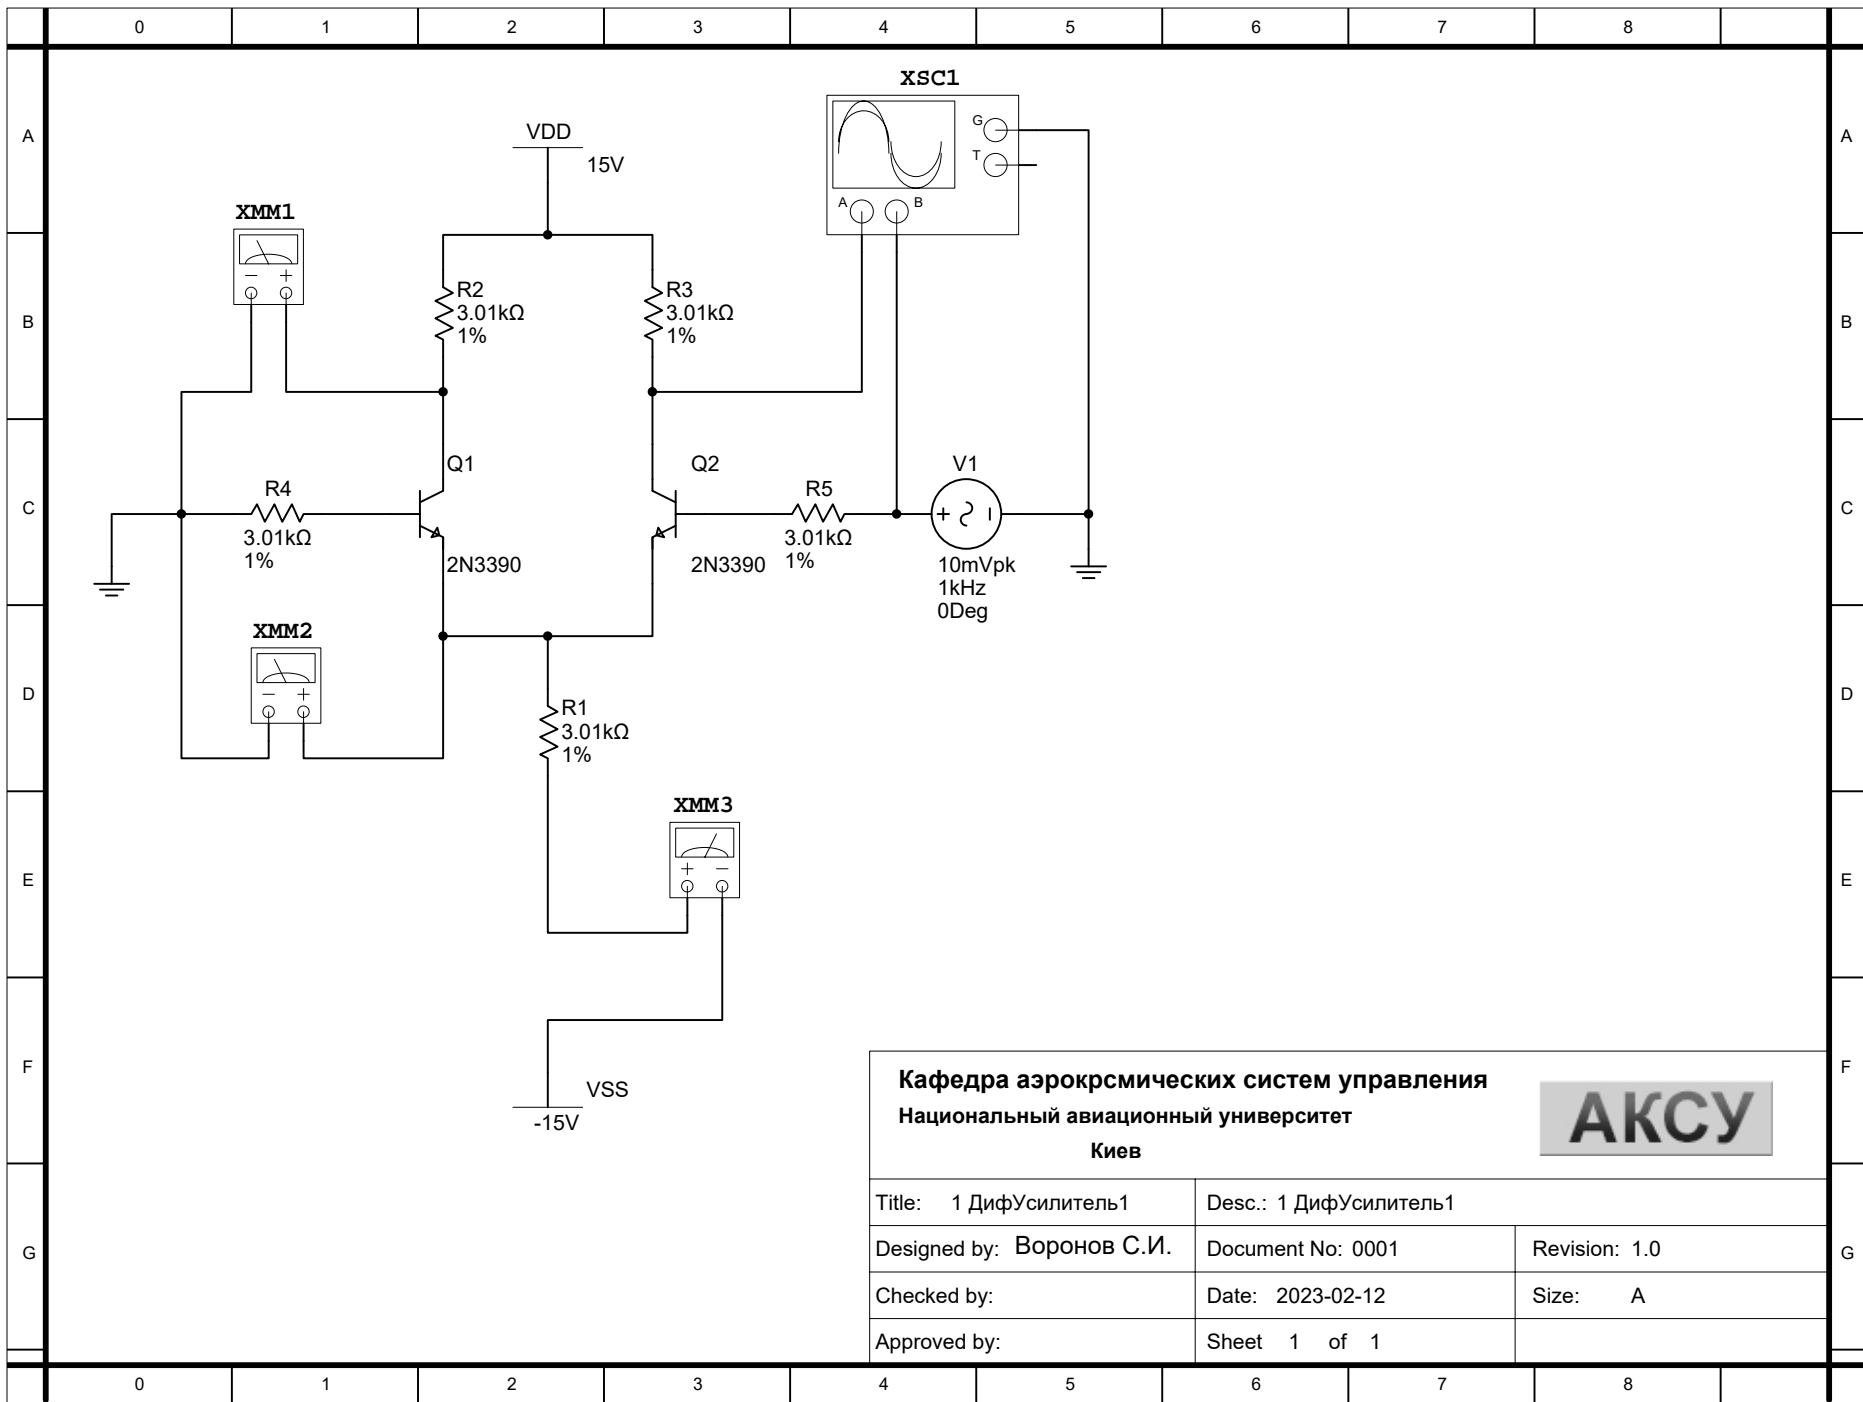 0 1 2 3 4 5 6 7 8
XSC1
A
A
G
T
A
B
VDD
15V
XMM1
B
B
R2
3.01kΩ
1%
R3
3.01kΩ
1%
C
C
Q1
Q2
V1
R4
3.01kΩ
1%
R5
3.01kΩ
1%
2N3390
2N3390
10mVpk
1kHz
0Deg
XMM2
D
D
R1
3.01kΩ
1%
XMM3
E
E
F
F
VSS
-15V
Кафедра аэрокрсмических систем управления
Национальный авиационный университет
Киев
АКСУ
Title: 1 ДифУсилитель1
Desc.: 1 ДифУсилитель1
G
G
Designed by: Воронов С.И.
Document No: 0001
Revision: 1.0
Checked by:
Date: 2023-02-12
Size: A
Approved by:
Sheet 1 of 1
0 1 2 3 4 5 6 7 8